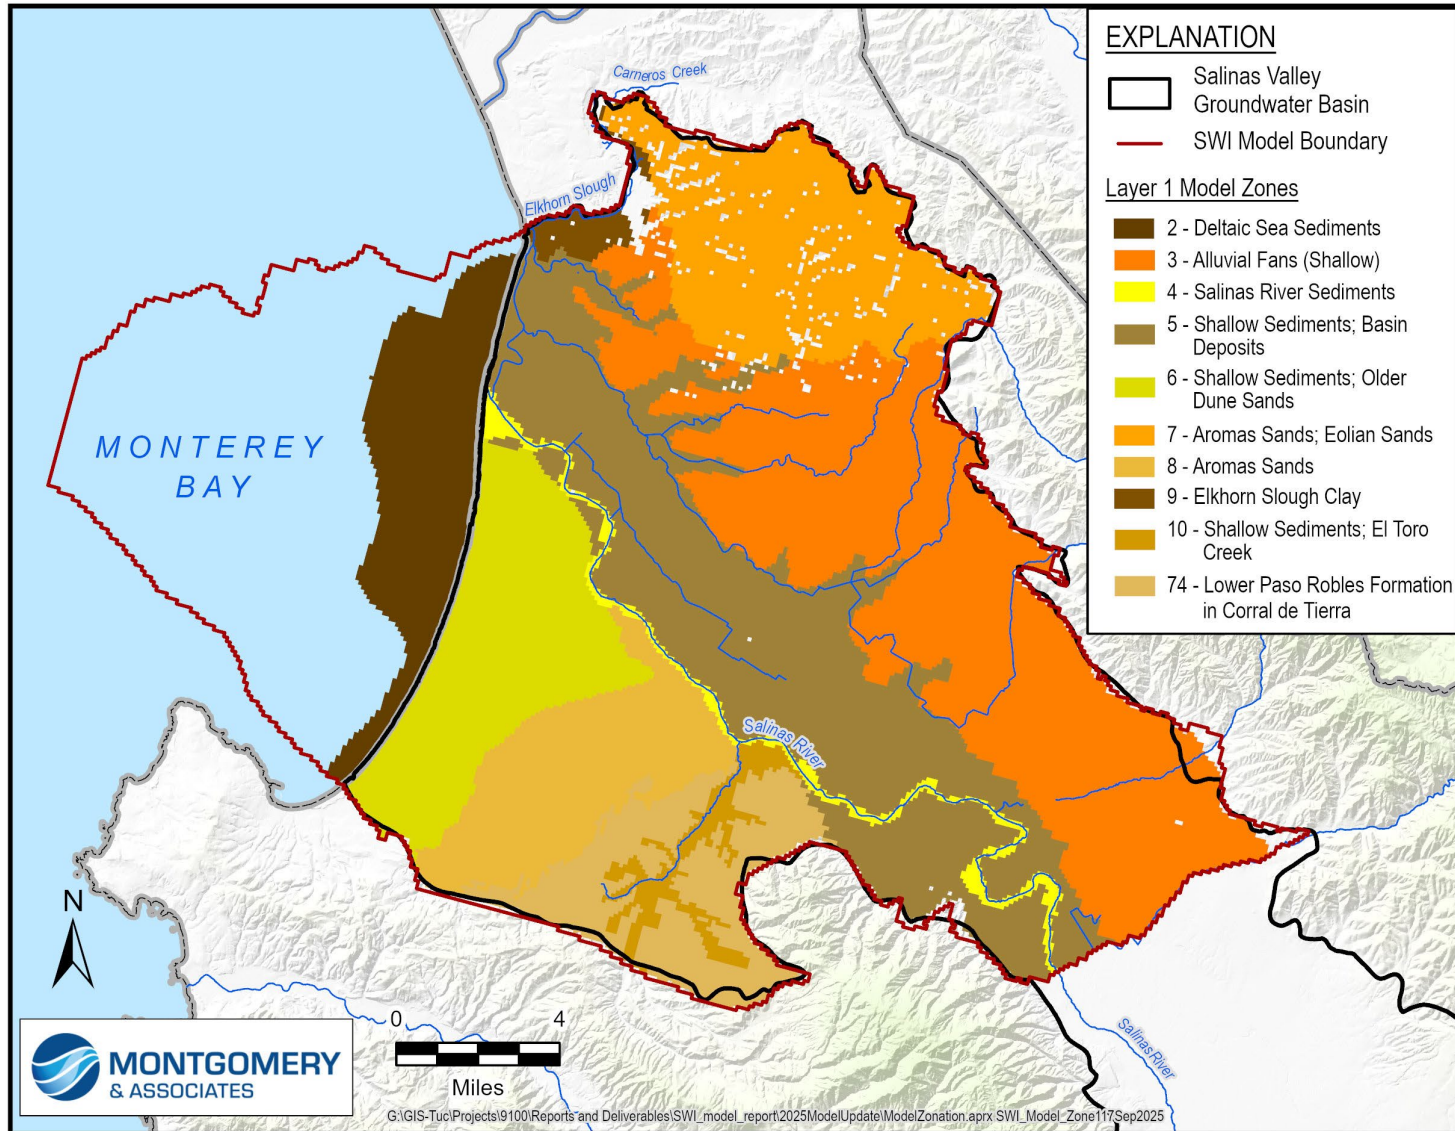 EXPLANATION
Salinas Valley
Groundwater Basin
SWI Model Boundary
Layer 1 Model Zones
2 - Deltaic Sea Sediments
3 - Alluvial Fans (Shallow)
4 - Salinas River Sediments
5 - Shallow Sediments; Basin
Deposits
6 - Shallow Sediments; Older
Dune Sands
7 - Aromas Sands; Eolian Sands
8 - Aromas Sands
9 - Elkhorn Slough Clay
10 - Shallow Sediments; El Toro
Creek
74 - Lower Paso Robles Formation
in Corral de Tierra
Carneros Creek
Elkhorn Slough
MONTEREY
BAY
Salinas River
Salinas River
N
0 4
Miles
MONTGOMERY
& ASSOCIATES
G:\GIS-Tuc\Projects\9100\Reports and Deliverables\SWI_model_report\2025ModelUpdate\ModelZonation.aprx SWI_Model_Zone117Sep2025